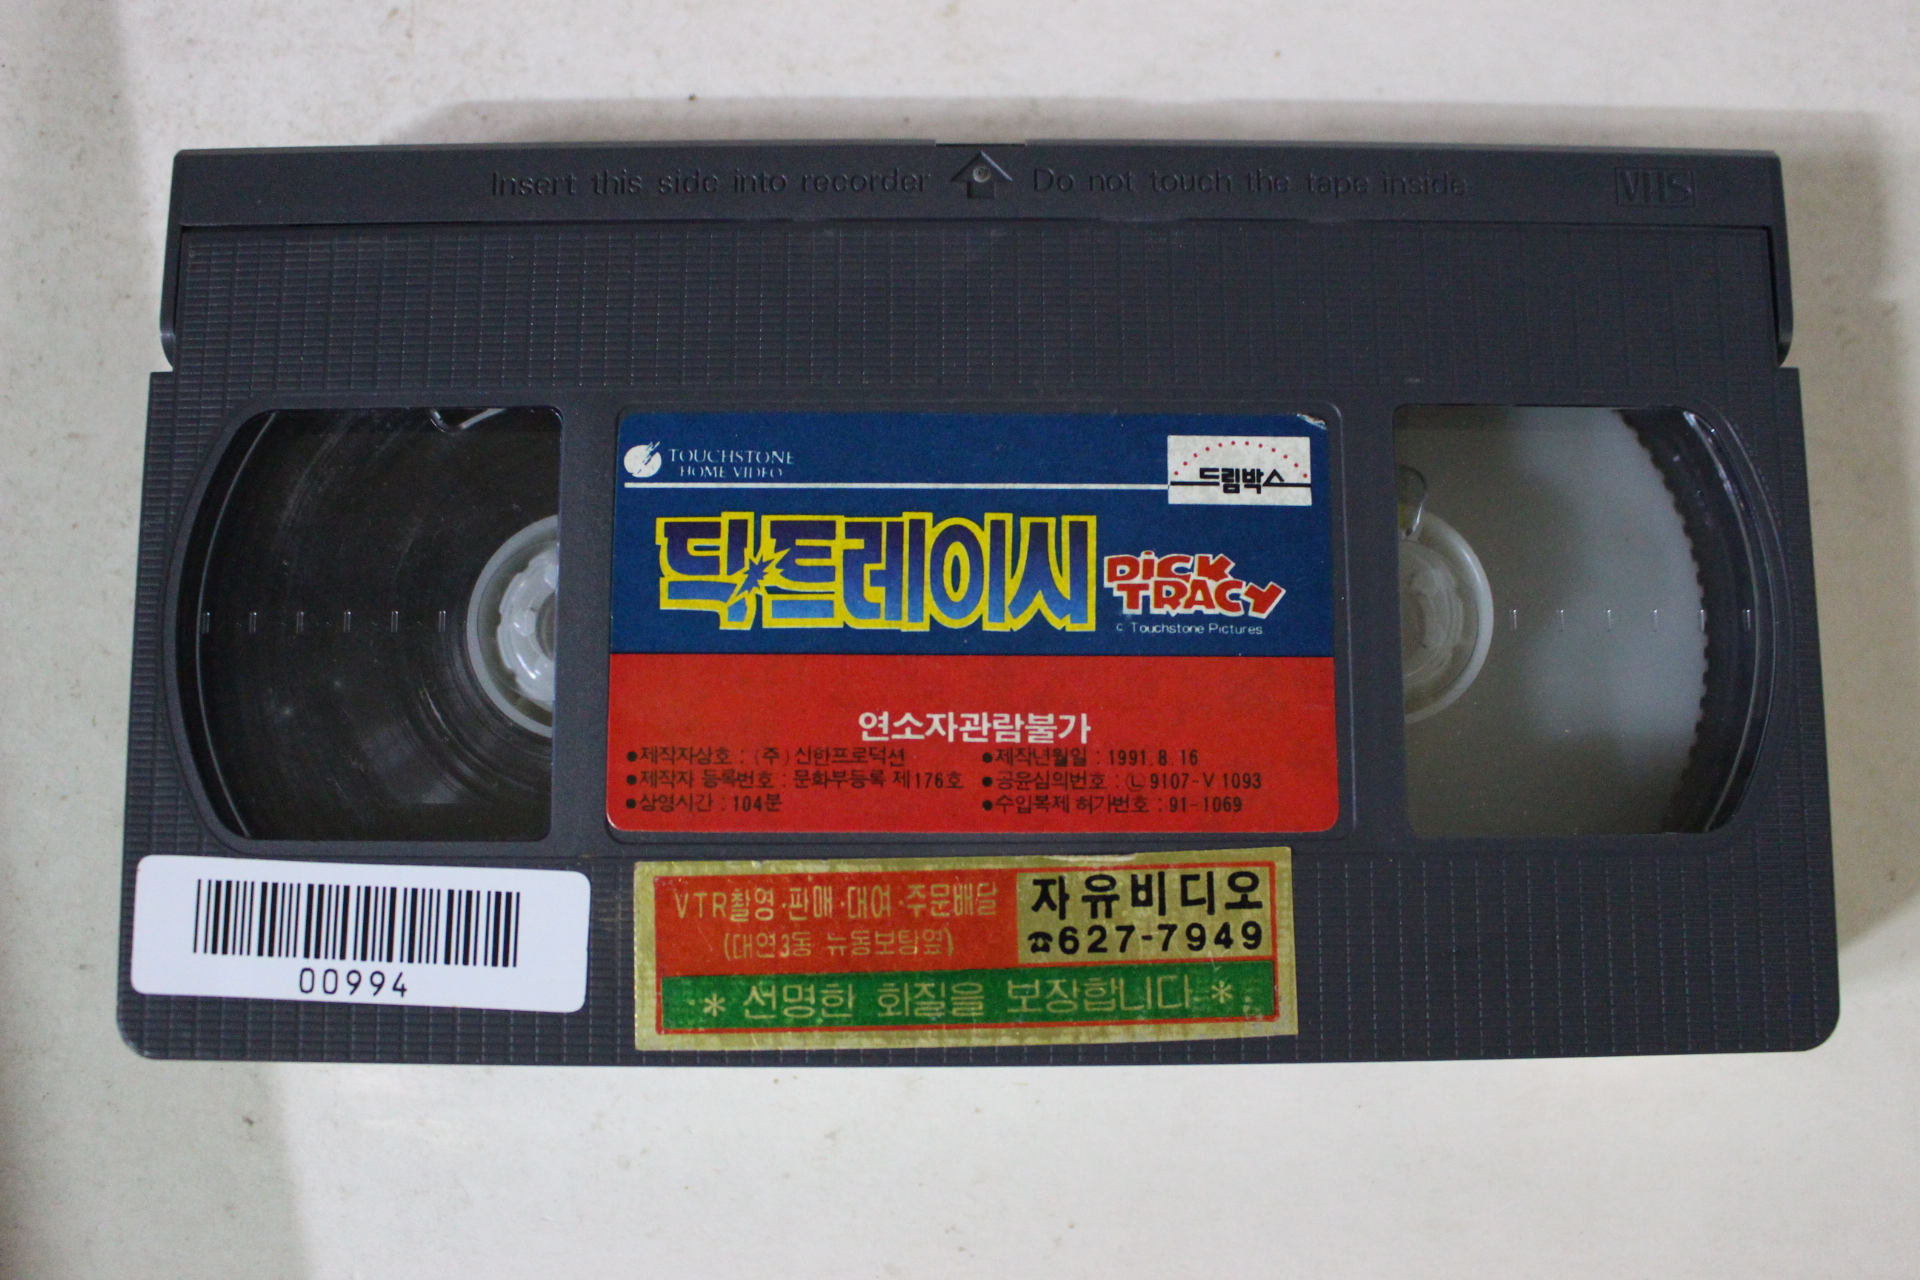 Insert this side into recorder Do not touch the tape inside VHS
TOUCHSTONE
HOME VIDEO
드림박스
딕트레이시
DICK
TRACY
c Touchstone Pictures
연소자관람불가
●제작자상호 : (주)신한프로덕션 ●제작년월일 : 1991. 8. 16
●제작자 등록번호 : 문화부등록 제176호 ●공윤심의번호 : ㉡9107-V1093
●상영시간 : 104분 ●수입복제 허가번호 : 91-1069
VTR촬영·판매·대여·주문배달
(대연3동 뉴동보탕옆)
자유비디오
☎627-7949
* 선명한 화질을 보장합니다 *
00994